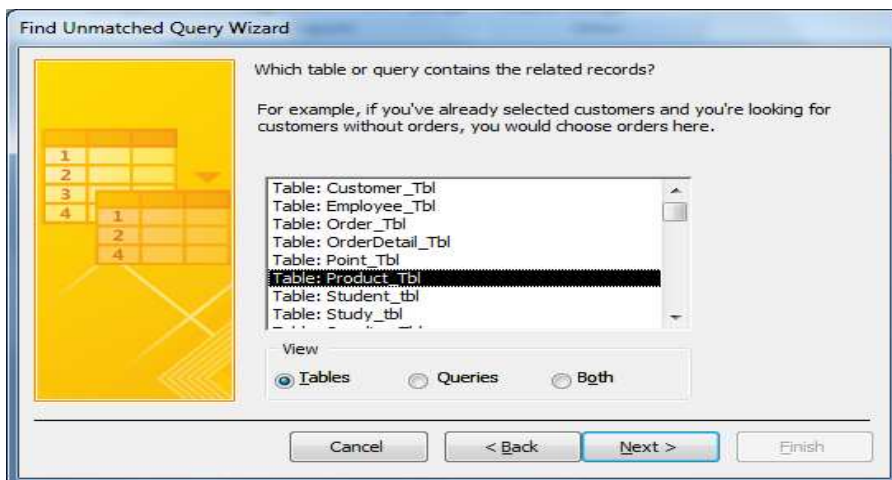 Find Unmatched Query Wizard
Which table or query contains the related records?
For example, if you've already selected customers and you're looking for
customers without orders, you would choose orders here.
1
2
3
4
1
2
4
Table: Customer_Tbl
Table: Employee_Tbl
Table: Order_Tbl
Table: OrderDetail_Tbl
Table: Point_Tbl
Table: Product_Tbl
Table: Student_tbl
Table: Study_tbl
View
Tables
Queries
Both
Cancel
< Back
Next >
Finish